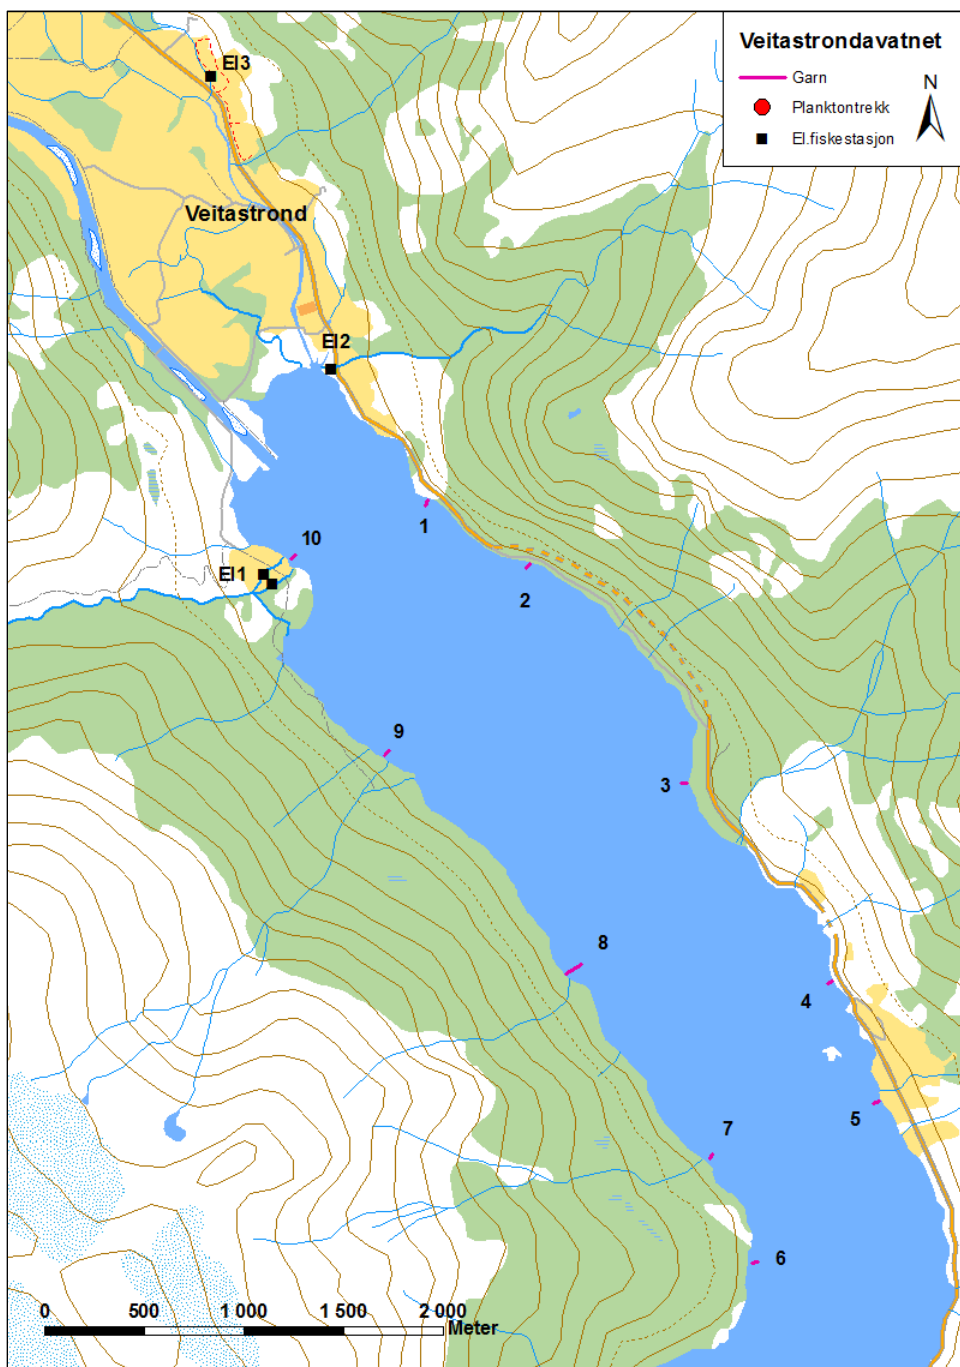 Veitastrondavatnet
Garn
Planktontrekk
El.fiskestasjon
N
El3
Veitastrond
El2
1
10
El1
2
9
3
8
4
5
7
6
0 500 1 000 1 500 2 000
Meter